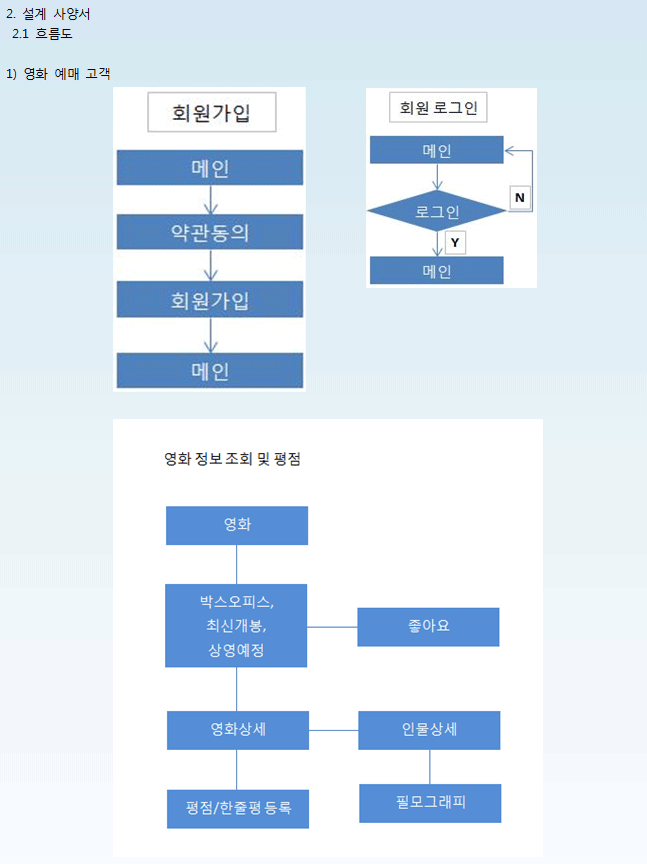 2. 설계 사양서
2.1 흐름도
1) 영화 예매 고객
회원가입
메인
약관동의
회원가입
메인
회원 로그인
메인
로그인
N
Y
메인
영화 정보 조회 및 평점
영화
박스오피스,
최신개봉,
상영예정
좋아요
영화상세
인물상세
평점/한줄평 등록
필모그래피